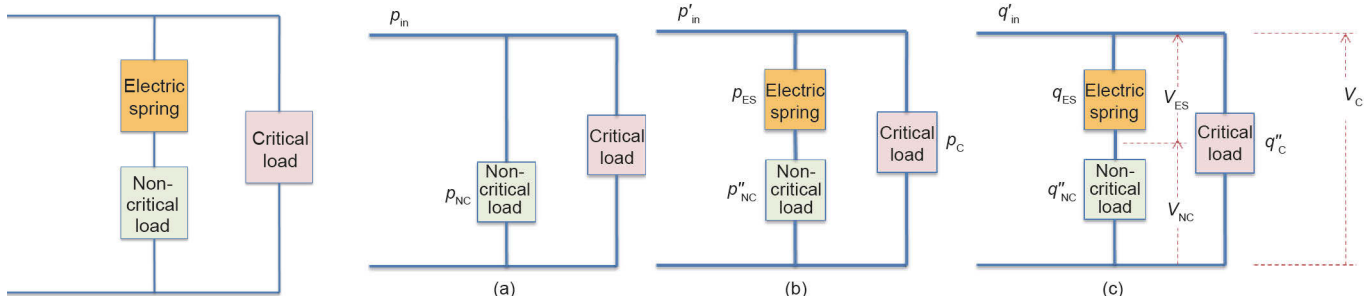 Electric
spring
Non-
critical
load
Critical
load
p_in
p_NC
Non-
critical
load
Critical
load
(a)
p′_in
p_ES
Electric
spring
p″_NC
Non-
critical
load
Critical
load
p_C
(b)
q′_in
q_ES
Electric
spring
q″_NC
Non-
critical
load
V_ES
V_NC
Critical
load
q″_C
V_C
(c)